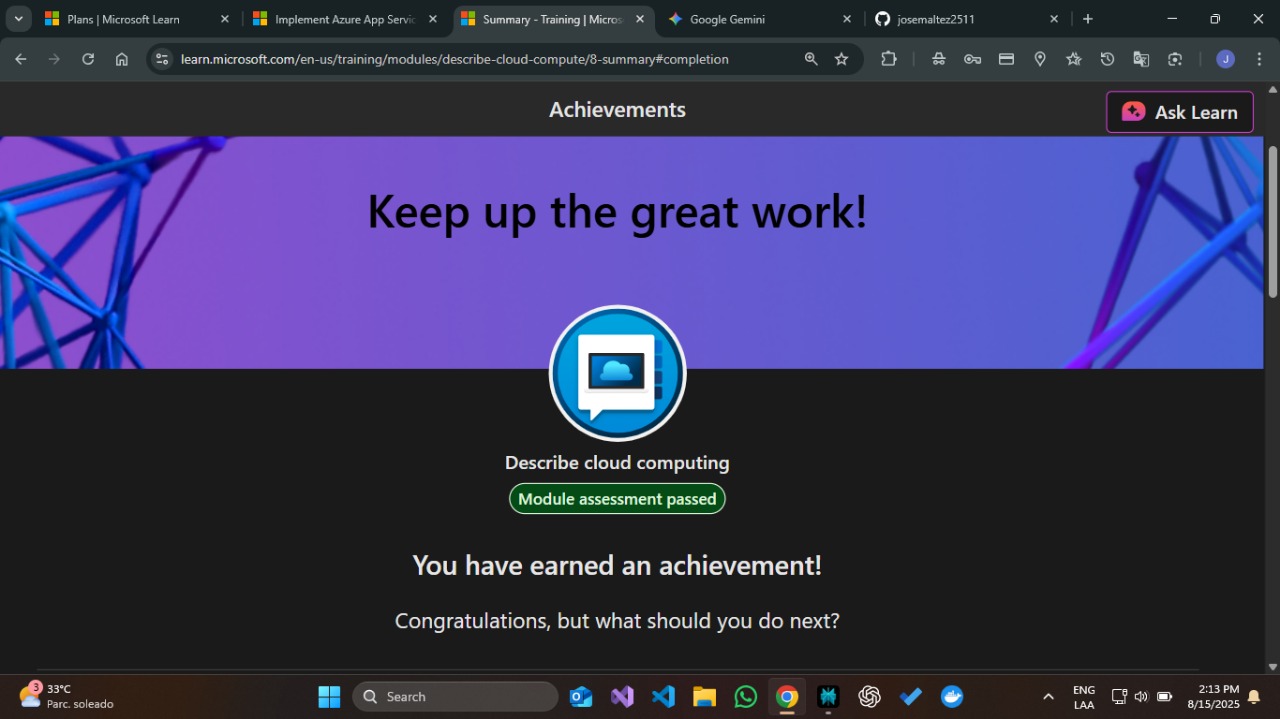 Plans | Microsoft Learn
Implement Azure App Servic
Summary - Training | Micros
Google Gemini
josemaltez2511
learn.microsoft.com/en-us/training/modules/describe-cloud-compute/8-summary#completion
J
Achievements
Ask Learn
Keep up the great work!
Describe cloud computing
Module assessment passed
You have earned an achievement!
Congratulations, but what should you do next?
3
33°C
Parc. soleado
Search
ENG
LAA
2:13 PM
8/15/2025